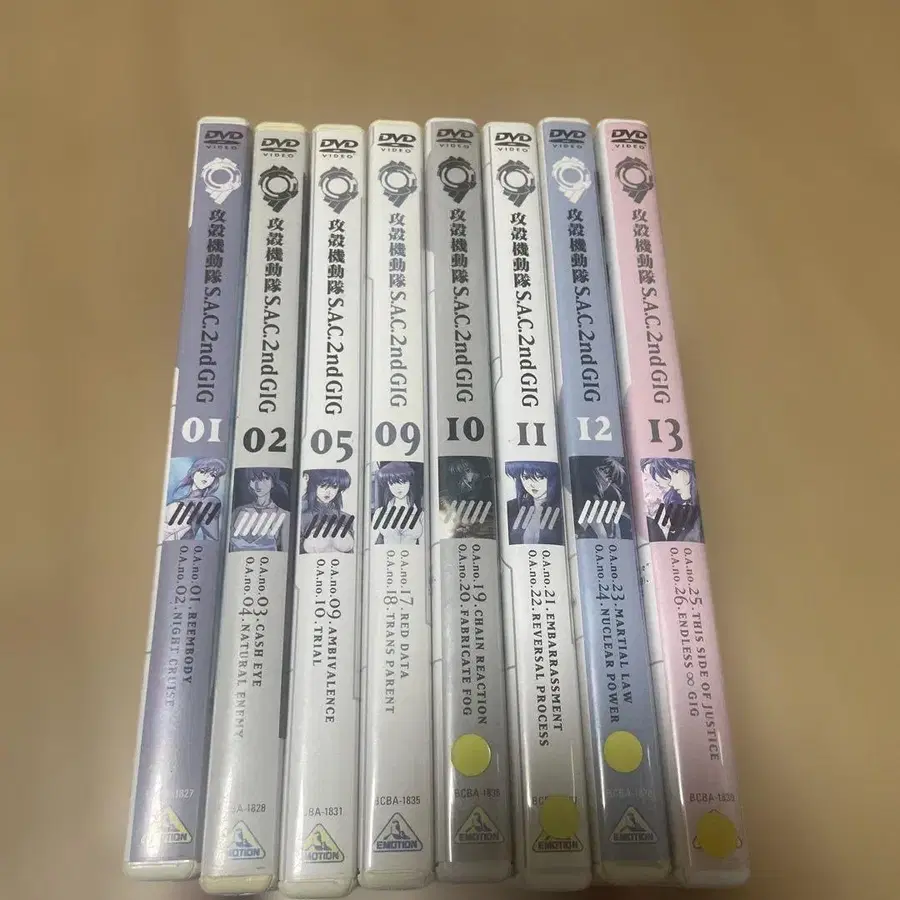 DVD
VIDEO
攻殻機動隊 S.A.C. 2nd GIG
01
O.A.no.01.REEMBODY
O.A.no.02.NIGHT CRUISE
-1827
EMOTION
DVD
VIDEO
攻殻機動隊 S.A.C. 2nd GIG
02
O.A.no.03.CASH EYE
O.A.no.04.NATURAL ENEMY
BA-1828
EMOTION
DVD
VIDEO
攻殻機動隊 S.A.C. 2nd GIG
05
O.A.no.09.AMBIVALENCE
O.A.no.10.TRIAL
BA-1831
EMOTION
DVD
VIDEO
攻殻機動隊 S.A.C. 2nd GIG
09
O.A.no.17.RED DATA
O.A.no.18.TRANS PARENT
BCBA-1835
EMOTION
DVD
VIDEO
攻殻機動隊 S.A.C. 2nd GIG
10
O.A.no.19.CHAIN REACTION
O.A.no.20.FABRICATE FOG
EMOTION
DVD
VIDEO
攻殻機動隊 S.A.C. 2nd GIG
11
O.A.no.21.EMBARRASSMENT
O.A.no.22.REVERSAL PROCESS
EMOTION
DVD
VIDEO
攻殻機動隊 S.A.C. 2nd GIG
12
O.A.no.23.MARTIAL LAW
O.A.no.24.NUCLEAR POWER
EMOTION
DVD
VIDEO
攻殻機動隊 S.A.C. 2nd GIG
13
O.A.no.25.THIS SIDE OF JUSTICE
O.A.no.26.ENDLESS∞GIG